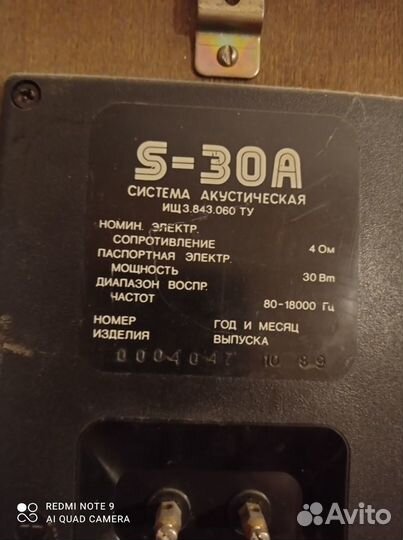 S-30A
СИСТЕМА АКУСТИЧЕСКАЯ
ИЩ3.843.060 ТУ
НОМИН. ЭЛЕКТР.
СОПРОТИВЛЕНИЕ 4 Ом
ПАСПОРТНАЯ ЭЛЕКТР.
МОЩНОСТЬ 30 Вт
ДИАПАЗОН ВОСПР.
ЧАСТОТ 80-18000 Гц
НОМЕР ГОД И МЕСЯЦ
ИЗДЕЛИЯ ВЫПУСКА
0004047 10 89
REDMI NOTE 9
AI QUAD CAMERA
Avito